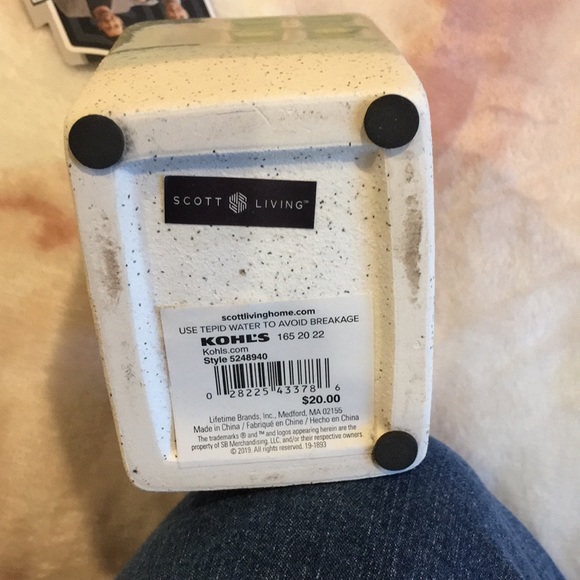 SCOTT LIVING™
scottlivinghome.com
USE TEPID WATER TO AVOID BREAKAGE
KOHL'S 165 20 22
Kohls.com
Style 5248940
0 28225 43378 6
$20.00
Lifetime Brands, Inc., Medford, MA 02155
Made in China / Fabriqué en Chine / Hecho en China
The trademarks ® and ™ and logos appearing herein are the
property of SB Merchandising, LLC, and/or their respective owners.
© 2019. All rights reserved. 19-1893